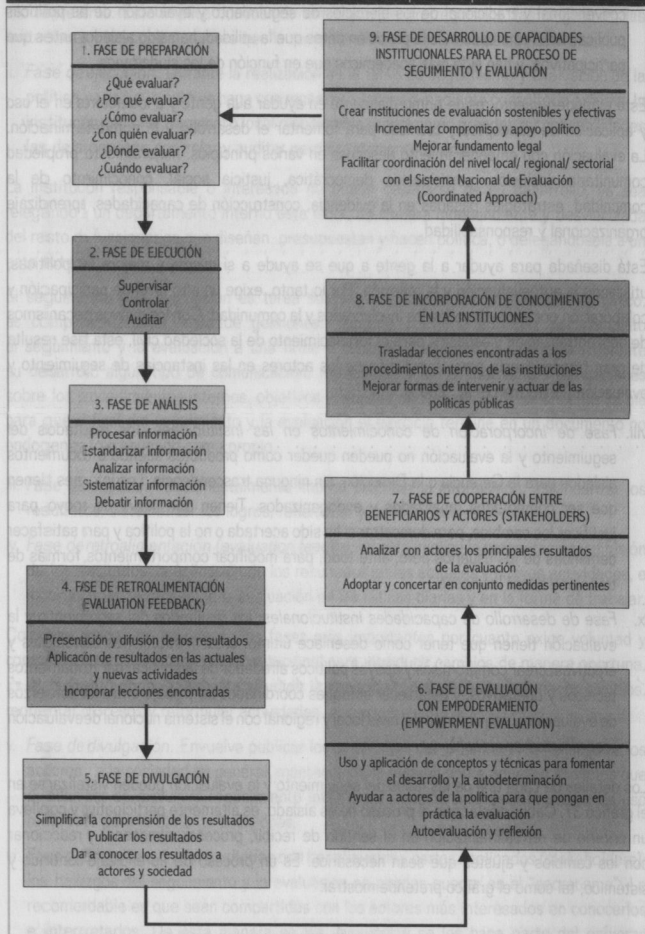 1. FASE DE PREPARACIÓN
¿Qué evaluar?
¿Por qué evaluar?
¿Cómo evaluar?
¿Con quién evaluar?
¿Dónde evaluar?
¿Cuándo evaluar?
2. FASE DE EJECUCIÓN
Supervisar
Controlar
Auditar
3. FASE DE ANÁLISIS
Procesar información
Estandarizar información
Analizar información
Sistematizar información
Debatir información
4. FASE DE RETROALIMENTACIÓN
(EVALUATION FEEDBACK)
Presentación y difusión de los resultados
Aplicación de resultados en las actuales
y nuevas actividades
Incorporar lecciones encontradas
5. FASE DE DIVULGACIÓN
Simplificar la comprensión de los resultados
Publicar los resultados
Dar a conocer los resultados a
actores y sociedad
6. FASE DE EVALUACIÓN
CON EMPODERAMIENTO
(EMPOWERMENT EVALUATION)
Uso y aplicación de conceptos y técnicas para fomentar
el desarrollo y la autodeterminación
Ayudar a actores de la política para que pongan en
práctica la evaluación
Autoevaluación y reflexión
7. FASE DE COOPERACIÓN ENTRE
BENEFICIARIOS Y ACTORES (STAKEHOLDERS)
Analizar con actores los principales resultados
de la evaluación
Adoptar y concertar en conjunto medidas pertinentes
8. FASE DE INCORPORACIÓN DE CONOCIMIENTOS
EN LAS INSTITUCIONES
Trasladar lecciones encontradas a los
procedimientos internos de las instituciones
Mejorar formas de intervenir y actuar de las
políticas públicas
9. FASE DE DESARROLLO DE CAPACIDADES
INSTITUCIONALES PARA EL PROCESO DE
SEGUIMIENTO Y EVALUACIÓN
Crear instituciones de evaluación sostenibles y efectivas
Incrementar compromiso y apoyo político
Mejorar fundamento legal
Facilitar coordinación del nivel local/ regional/ sectorial
con el Sistema Nacional de Evaluación
(Coordinated Approach)